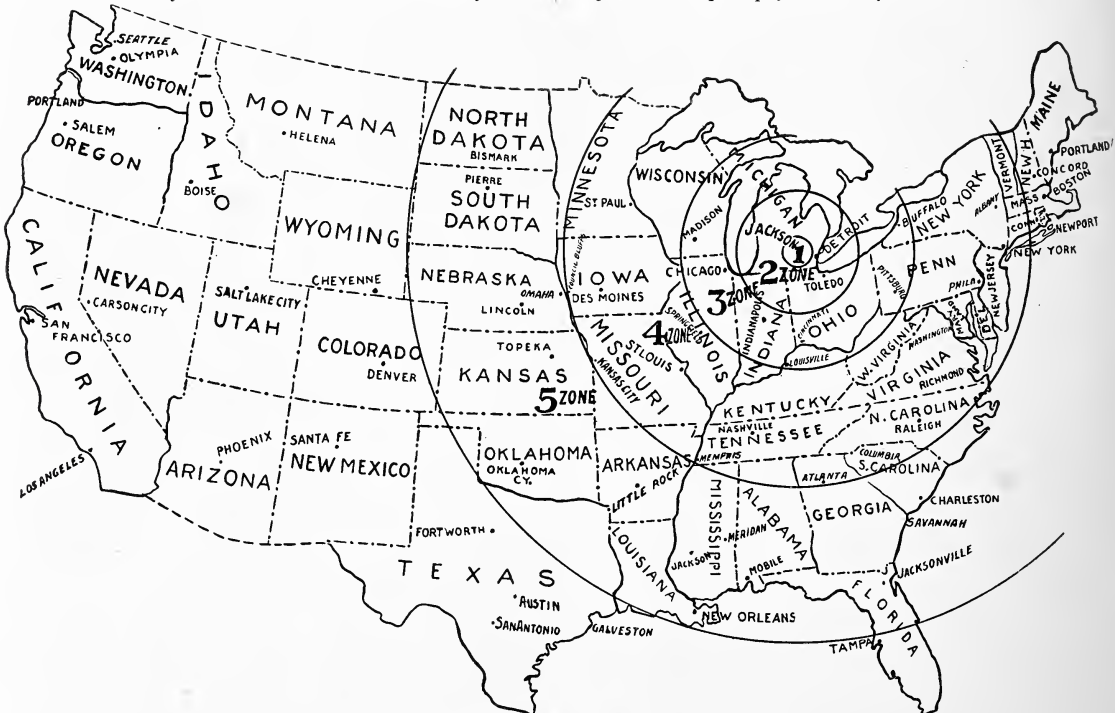 SEATTLE
OLYMPIA
WASHINGTON
PORTLAND
SALEM
OREGON
IDAHO
BOISE
MONTANA
HELENA
WYOMING
CHEYENNE
NORTH
DAKOTA
BISMARK
PIERRE
SOUTH
DAKOTA
NEBRASKA
OMAHA
LINCOLN
TOPEKA
KANSAS
5 ZONE
CALIFORNIA
NEVADA
CARSON CITY
SAN
FRANCISCO
LOS ANGELES
SALT LAKE CITY
UTAH
COLORADO
DENVER
PHOENIX
ARIZONA
SANTA FE
NEW MEXICO
OKLAHOMA
OKLAHOMA
CY.
FORTWORTH
TEXAS
AUSTIN
SAN ANTONIO
GALVESTON
MINNESOTA
ST PAUL
WISCONSIN
MADISON
COUNCIL BLUFFS
IOWA
DES MOINES
CHICAGO
ILLINOIS
4 ZONE
MISSOURI
ST LOUIS
KANSAS CITY
ARKANSAS
LITTLE ROCK
LOUISIANA
NEW ORLEANS
MICHIGAN
JACKSON
1
DETROIT
2 ZONE
TOLEDO
3 ZONE
INDIANAPOLIS
INDIANA
CINCINNATI
OHIO
LOUISVILLE
KENTUCKY
NASHVILLE
TENNESSEE
MEMPHIS
MISSISSIPPI
JACKSON
MERIDAN
ALABAMA
MOBILE
ATLANTA
GEORGIA
COLUMBIA
S. CAROLINA
CHARLESTON
SAVANNAH
JACKSONVILLE
FLORIDA
TAMPA
N. CAROLINA
RALEIGH
VIRGINIA
RICHMOND
W. VIRGINIA
WASHINGTON
PITTSBURG
PENN
PHILA
NEW JERSEY
DEL
BUFFALO
NEW YORK
ALBANY
VERMONT
NEW H.
MAINE
PORTLAND
CONCORD
BOSTON
MASS
CONN
NEWPORT
NEW YORK